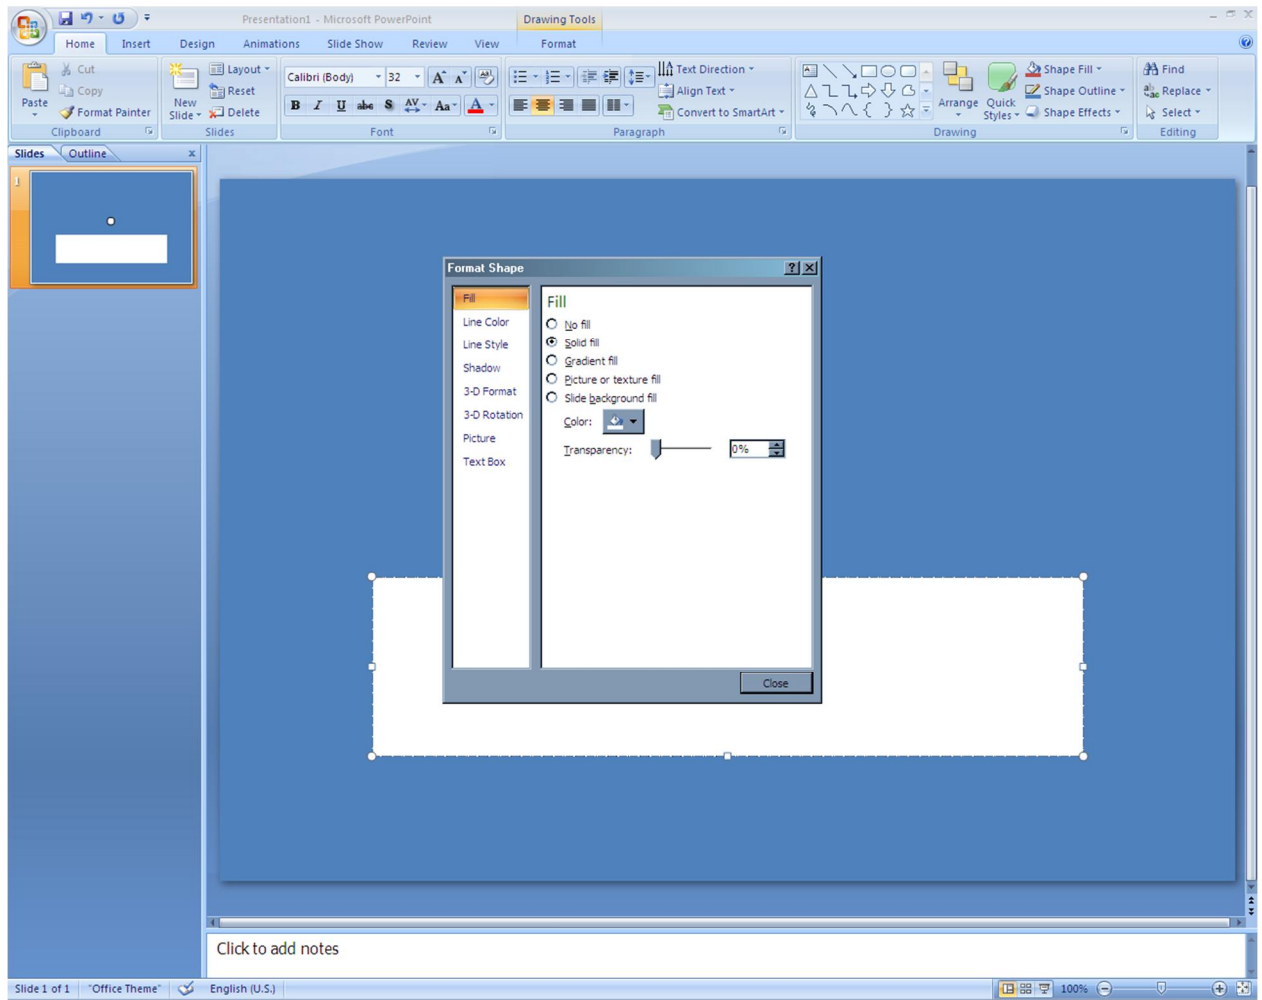 Presentation1 - Microsoft PowerPoint
Drawing Tools
Home Insert Design Animations Slide Show Review View Format
Paste
Cut
Copy
Format Painter
Clipboard
New Slide
Layout
Reset
Delete
Slides
Calibri (Body) 32
B I U abe S AV Aa A
Font
Text Direction
Align Text
Convert to SmartArt
Paragraph
Arrange
Quick Styles
Shape Fill
Shape Outline
Shape Effects
Drawing
Find
Replace
Select
Editing
Slides Outline x
1
Format Shape
Fill
Line Color
Line Style
Shadow
3-D Format
3-D Rotation
Picture
Text Box
Fill
No fill
Solid fill
Gradient fill
Picture or texture fill
Slide background fill
Color:
Transparency: 0%
Close
Click to add notes
Slide 1 of 1 "Office Theme" English (U.S.) 100%